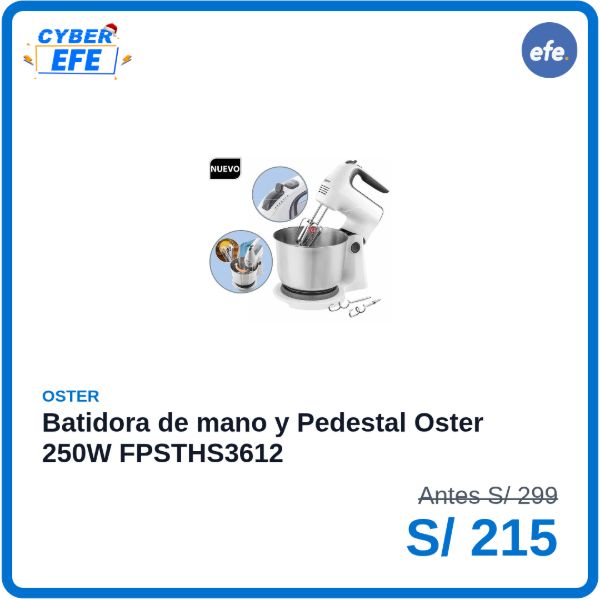 CYBER
EFE
efe.
NUEVO
OSTER
Batidora de mano y Pedestal Oster
250W FPSTHS3612
Antes S/ 299
S/ 215